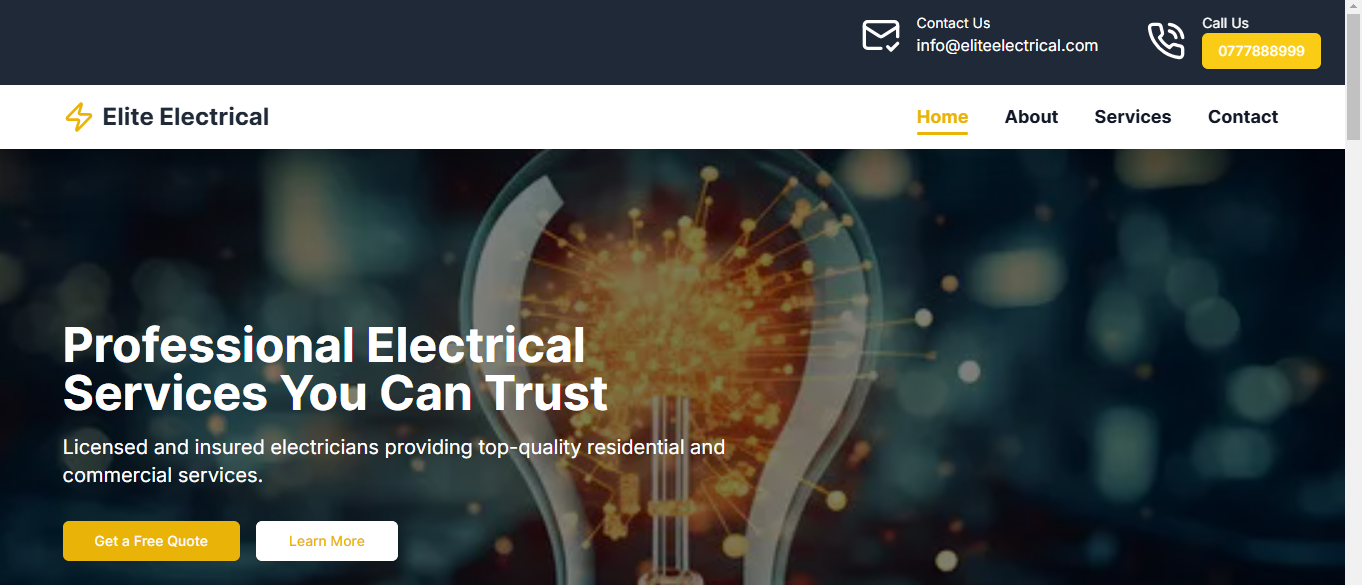 Contact Us
info@eliteelectrical.com
Call Us
0777888999
Elite Electrical
Home
About
Services
Contact
Professional Electrical
Services You Can Trust
Licensed and insured electricians providing top-quality residential and
commercial services.
Get a Free Quote
Learn More